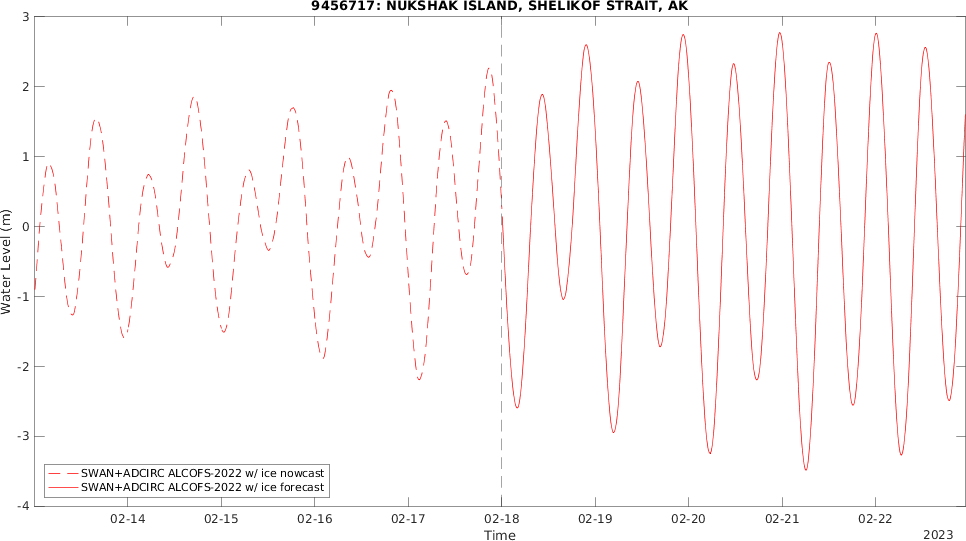 9456717: NUKSHAK ISLAND, SHELIKOF STRAIT, AK
3
2
1
0
-1
-2
-3
-4
Water Level (m)
SWAN+ADCIRC ALCOFS-2022 w/ ice nowcast
SWAN+ADCIRC ALCOFS-2022 w/ ice forecast
02-14 02-15 02-16 02-17 02-18 02-19 02-20 02-21 02-22
Time
2023